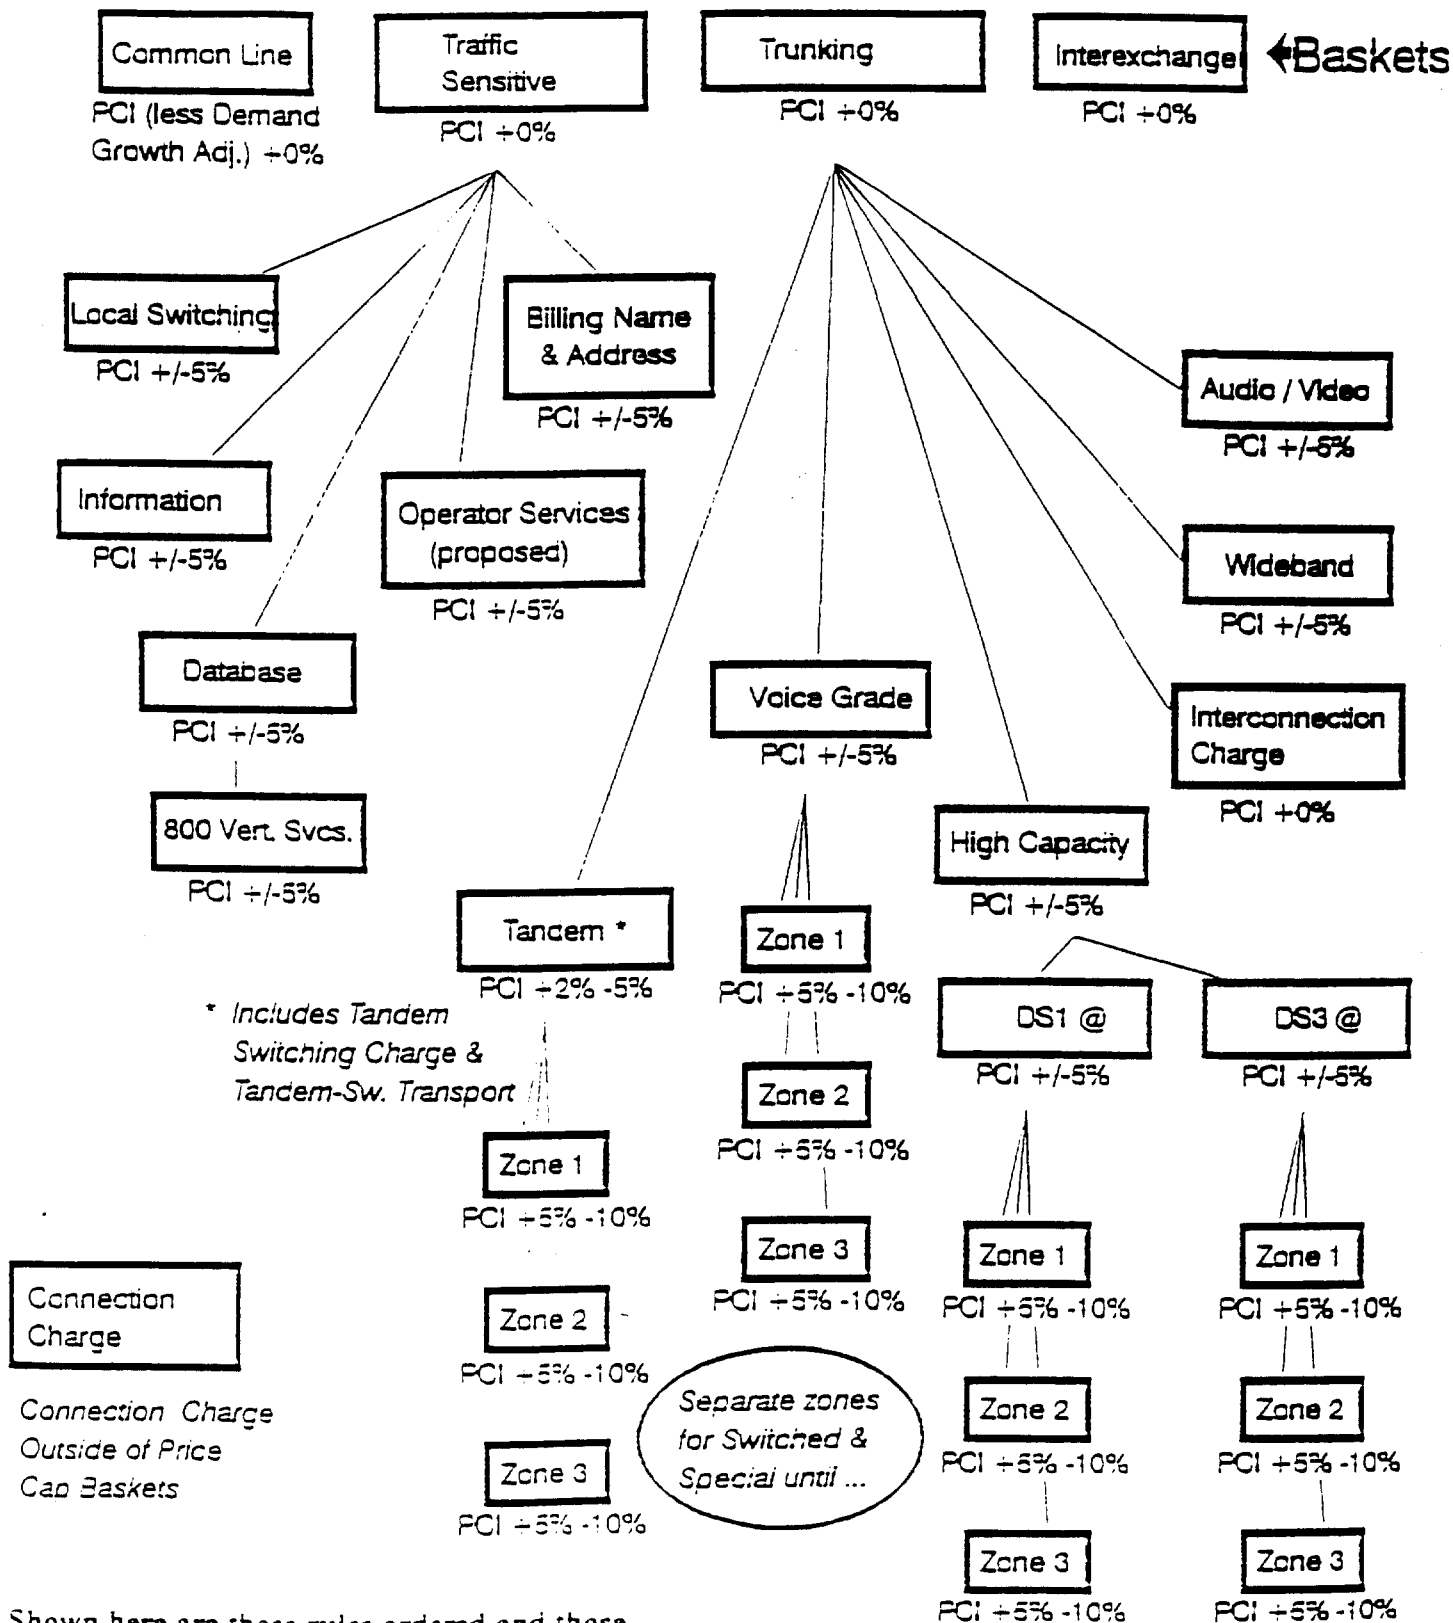 Common Line
Traffic
Sensitive
Trunking
Interexchange
←Baskets
PCI (less Demand
Growth Adj.) +0%
PCI +0%
PCI +0%
PCI +0%
Local Switching
PCI +/-5%
Billing Name
& Address
PCI +/-5%
Audio / Video
PCI +/-5%
Information
PCI +/-5%
Operator Services
(proposed)
PCI +/-5%
Wideband
PCI +/-5%
Database
PCI +/-5%
Voice Grade
PCI +/-5%
Interconnection
Charge
PCI +0%
800 Vert. Svcs.
PCI +/-5%
High Capacity
PCI +/-5%
Tandem *
PCI +2% -5%
* Includes Tandem
Switching Charge &
Tandem-Sw. Transport
Zone 1
PCI +5% -10%
Zone 2
PCI +5% -10%
Zone 3
PCI +5% -10%
DS1 @
PCI +/-5%
DS3 @
PCI +/-5%
Zone 1
PCI +5% -10%
Zone 2
PCI +5% -10%
Zone 3
PCI +5% -10%
Zone 1
PCI +5% -10%
Zone 2
PCI +5% -10%
Zone 3
PCI +5% -10%
Zone 1
PCI +5% -10%
Zone 2
PCI +5% -10%
Zone 3
PCI +5% -10%
Connection
Charge
Connection Charge
Outside of Price
Cap Baskets
Separate zones
for Switched &
Special until ...
Shown here are those rules ordered and those